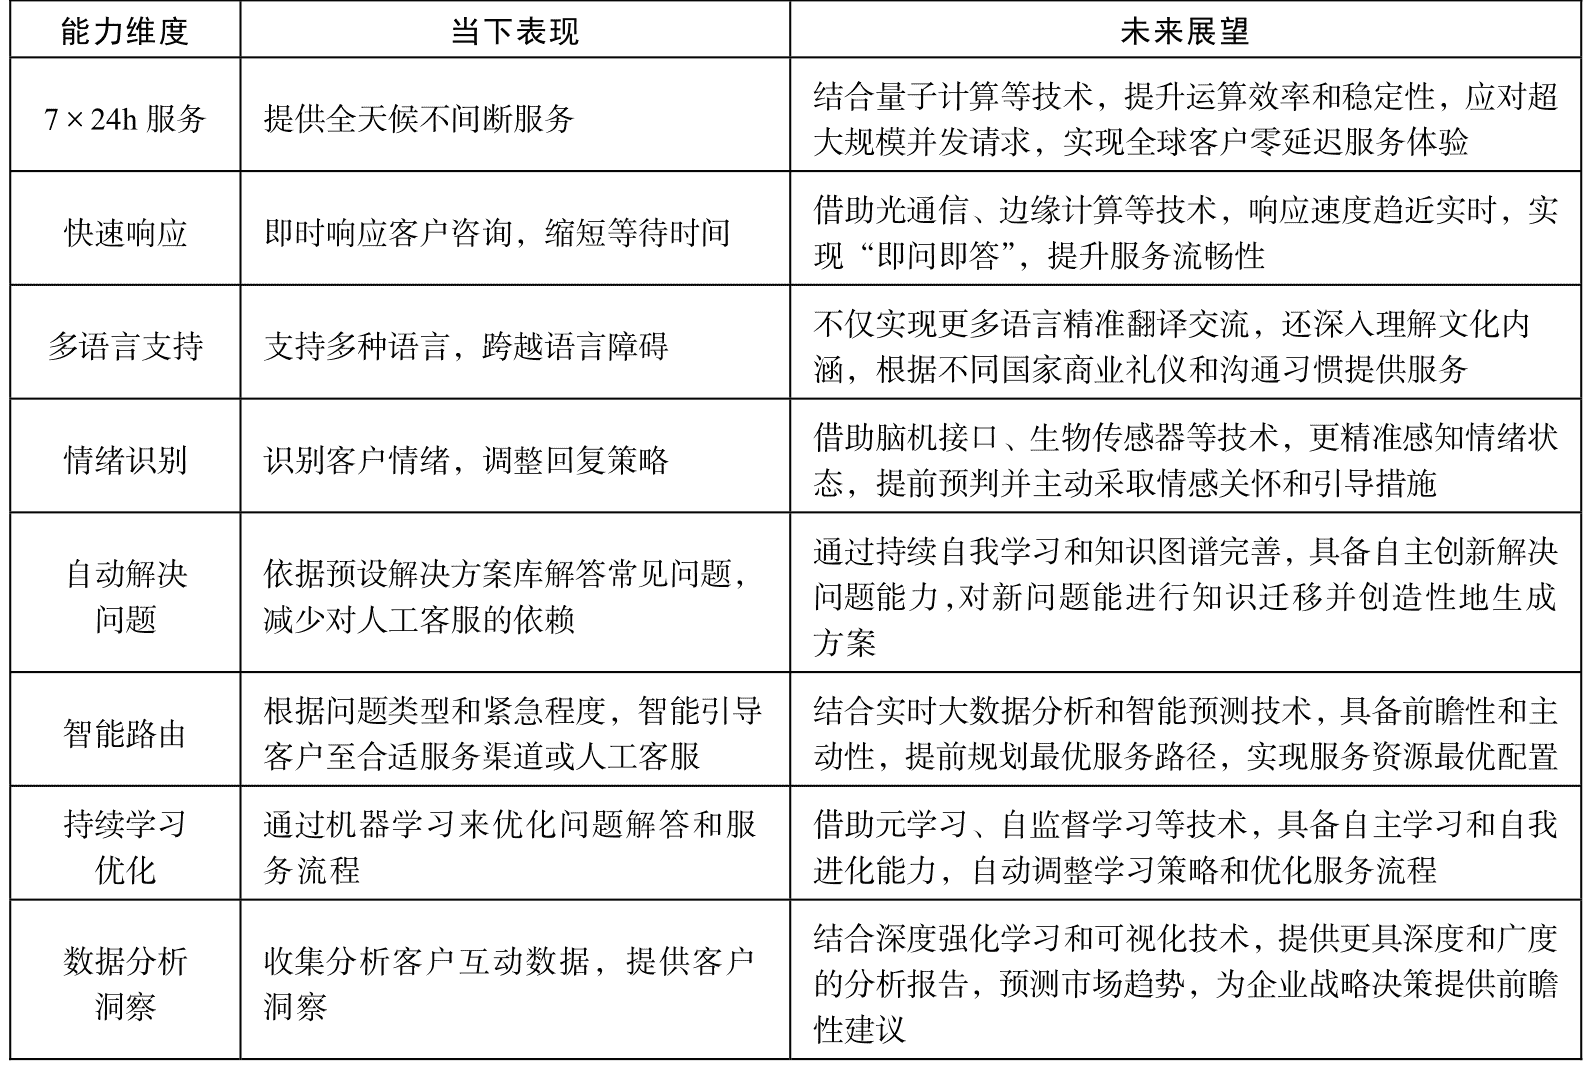 能力维度
当下表现
未来展望
7×24h 服务
提供全天候不间断服务
结合量子计算等技术，提升运算效率和稳定性，应对超
大规模并发请求，实现全球客户零延迟服务体验
快速响应
即时响应客户咨询，缩短等待时间
借助光通信、边缘计算等技术，响应速度趋近实时，实
现“即问即答”，提升服务流畅性
多语言支持
支持多种语言，跨越语言障碍
不仅实现更多语言精准翻译交流，还深入理解文化内
涵，根据不同国家商业礼仪和沟通习惯提供服务
情绪识别
识别客户情绪，调整回复策略
借助脑机接口、生物传感器等技术，更精准感知情绪状
态，提前预判并主动采取情感关怀和引导措施
自动解决
问题
依据预设解决方案库解答常见问题，
减少对人工客服的依赖
通过持续自我学习和知识图谱完善，具备自主创新解决
问题能力,对新问题能进行知识迁移并创造性地生成
方案
智能路由
根据问题类型和紧急程度，智能引导
客户至合适服务渠道或人工客服
结合实时大数据分析和智能预测技术，具备前瞻性和主
动性，提前规划最优服务路径，实现服务资源最优配置
持续学习
优化
通过机器学习来优化问题解答和服
务流程
借助元学习、自监督学习等技术，具备自主学习和自我
进化能力，自动调整学习策略和优化服务流程
数据分析
洞察
收集分析客户互动数据，提供客户
洞察
结合深度强化学习和可视化技术，提供更具深度和广度
的分析报告，预测市场趋势，为企业战略决策提供前瞻
性建议